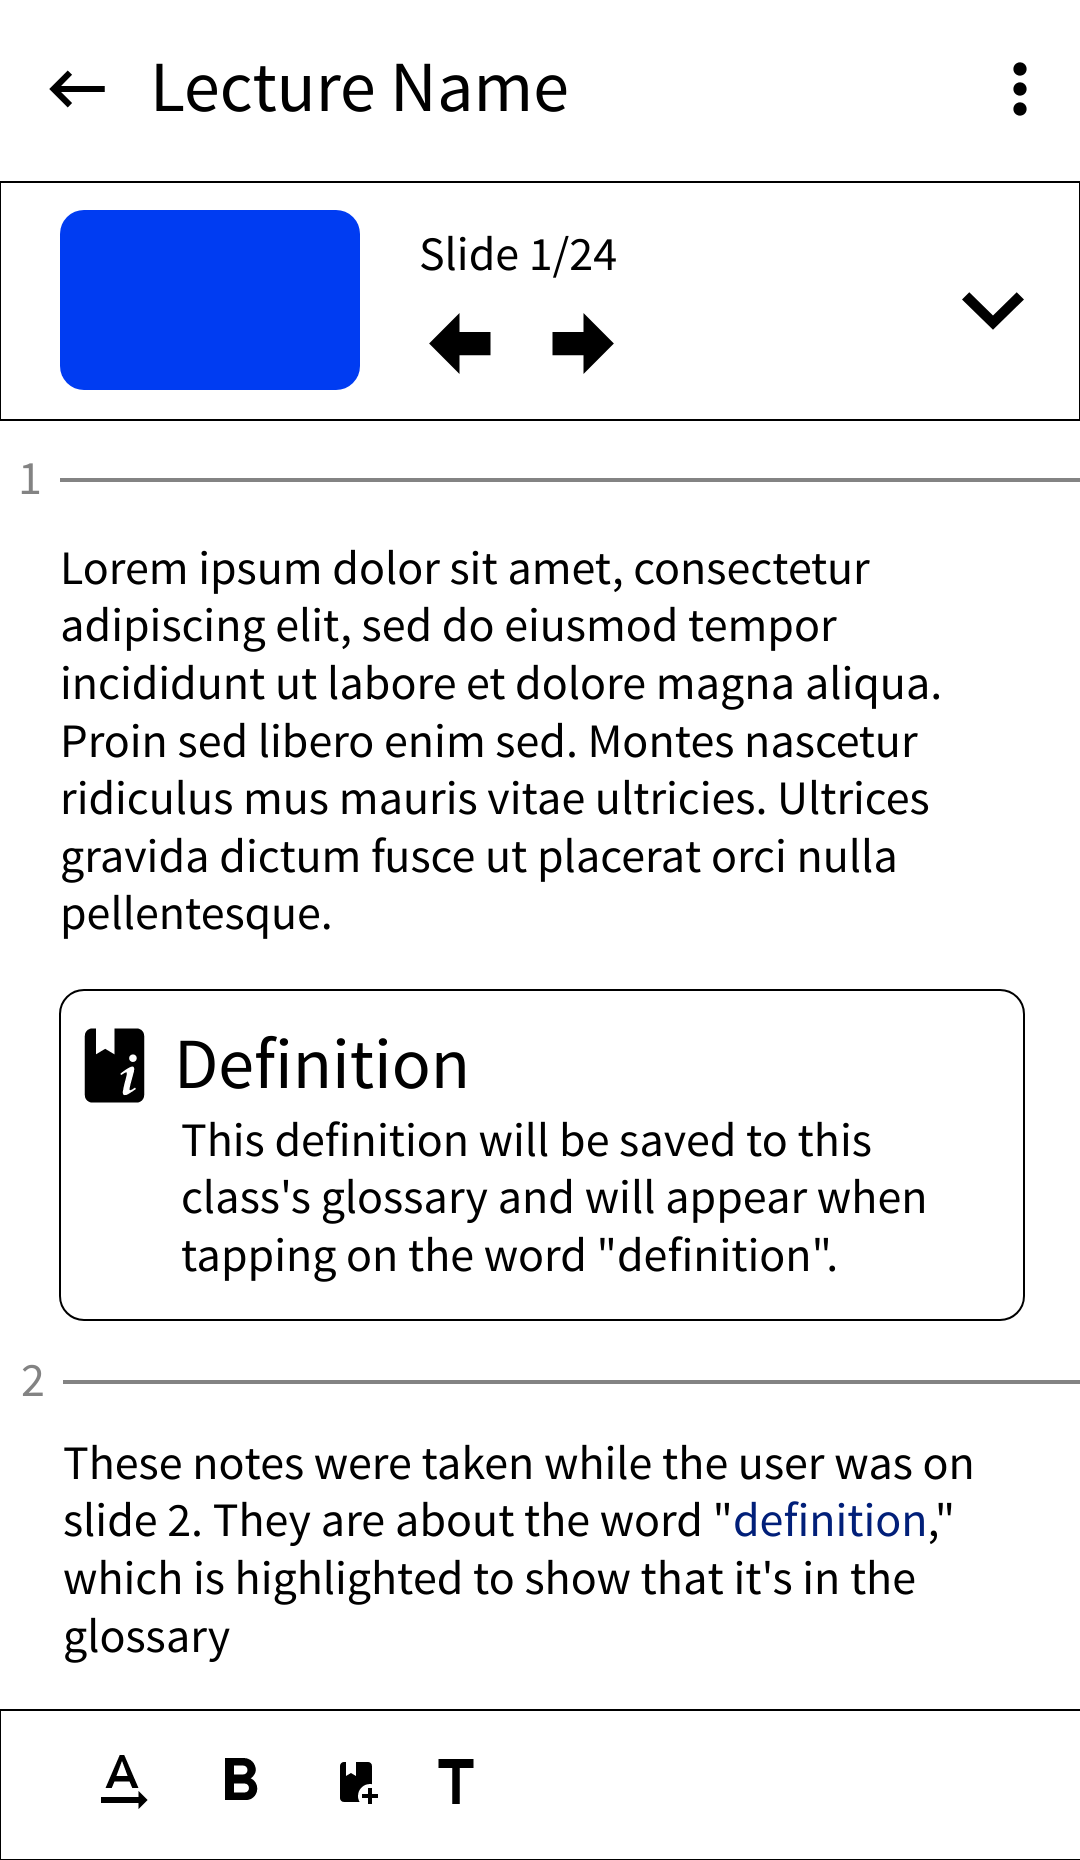 Lecture Name
Slide 1/24
1
Lorem ipsum dolor sit amet, consectetur
adipiscing elit, sed do eiusmod tempor
incididunt ut labore et dolore magna aliqua.
Proin sed libero enim sed. Montes nascetur
ridiculus mus mauris vitae ultricies. Ultrices
gravida dictum fusce ut placerat orci nulla
pellentesque.
Definition
This definition will be saved to this
class's glossary and will appear when
tapping on the word "definition".
2
These notes were taken while the user was on
slide 2. They are about the word "definition,"
which is highlighted to show that it's in the
glossary
A B T